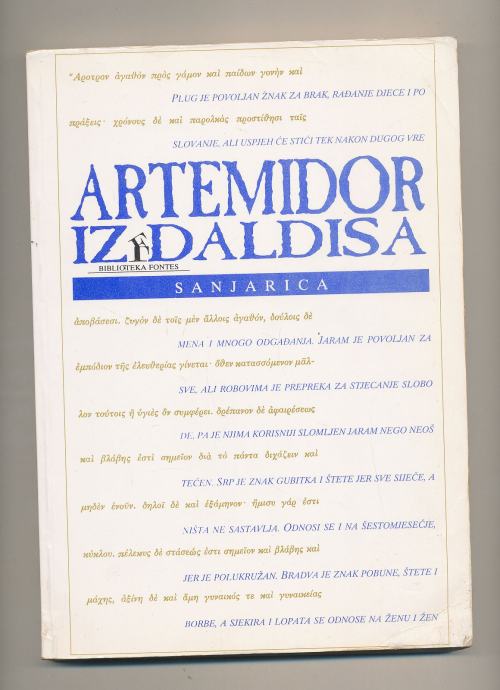 "Αροτρον ἀγαθὸν πρὸς γάμον καὶ παίδων γονὴν καὶ
PLUG JE POVOLJAN ZNAK ZA BRAK, RAĐANJE DJECE I PO
πράξεις· χρόνους δὲ καὶ παρολκὰς προστίθησι ταῖς
SLOVANJE, ALI USPJEH ĆE STIĆI TEK NAKON DUGOG VRE
ARTEMIDOR
IZ DALDISA
BIBLIOTEKA FONTES
SANJARICA
ἀποβάσεσι. ζυγὸν δὲ τοῖς μὲν ἄλλοις ἀγαθόν, δούλοις δὲ
MENA I MNOGO ODGAĐANJA. JARAM JE POVOLJAN ZA
ἐμπόδιον τῆς ἐλευθερίας γίνεται· ὅθεν κατασσόμενον μᾶλ-
SVE, ALI ROBOVIMA JE PREPREKA ZA STJECANJE SLOBO
λον τούτοις ἢ ὑγιὲς ὂν συμφέρει. δρέπανον δὲ ἀφαιρέσεως
DE, PA JE NJIMA KORISNIJI SLOMLJEN JARAM NEGO NEOŠ
καὶ βλάβης ἐστὶ σημεῖον διὰ τὸ πάντα διχάζειν καὶ
TEĆEN. SRP JE ZNAK GUBITKA I ŠTETE JER SVE SIJEČE, A
μηδὲν ἑνοῦν. δηλοῖ δὲ καὶ ἑξάμηνον· ἥμισυ γάρ ἐστι
NIŠTA NE SASTAVLJA. ODNOSI SE I NA ŠESTOMJESEČJE,
κύκλου. πέλεκυς δὲ στάσεώς ἐστι σημεῖον καὶ βλάβης καὶ
JER JE POLUKRUŽAN. BRADVA JE ZNAK POBUNE, ŠTETE I
μάχης, ἀξίνη δὲ καὶ ἄμη γυναικός τε καὶ γυναικείας
BORBE, A SJEKIRA I LOPATA SE ODNOSE NA ŽENU I ŽEN